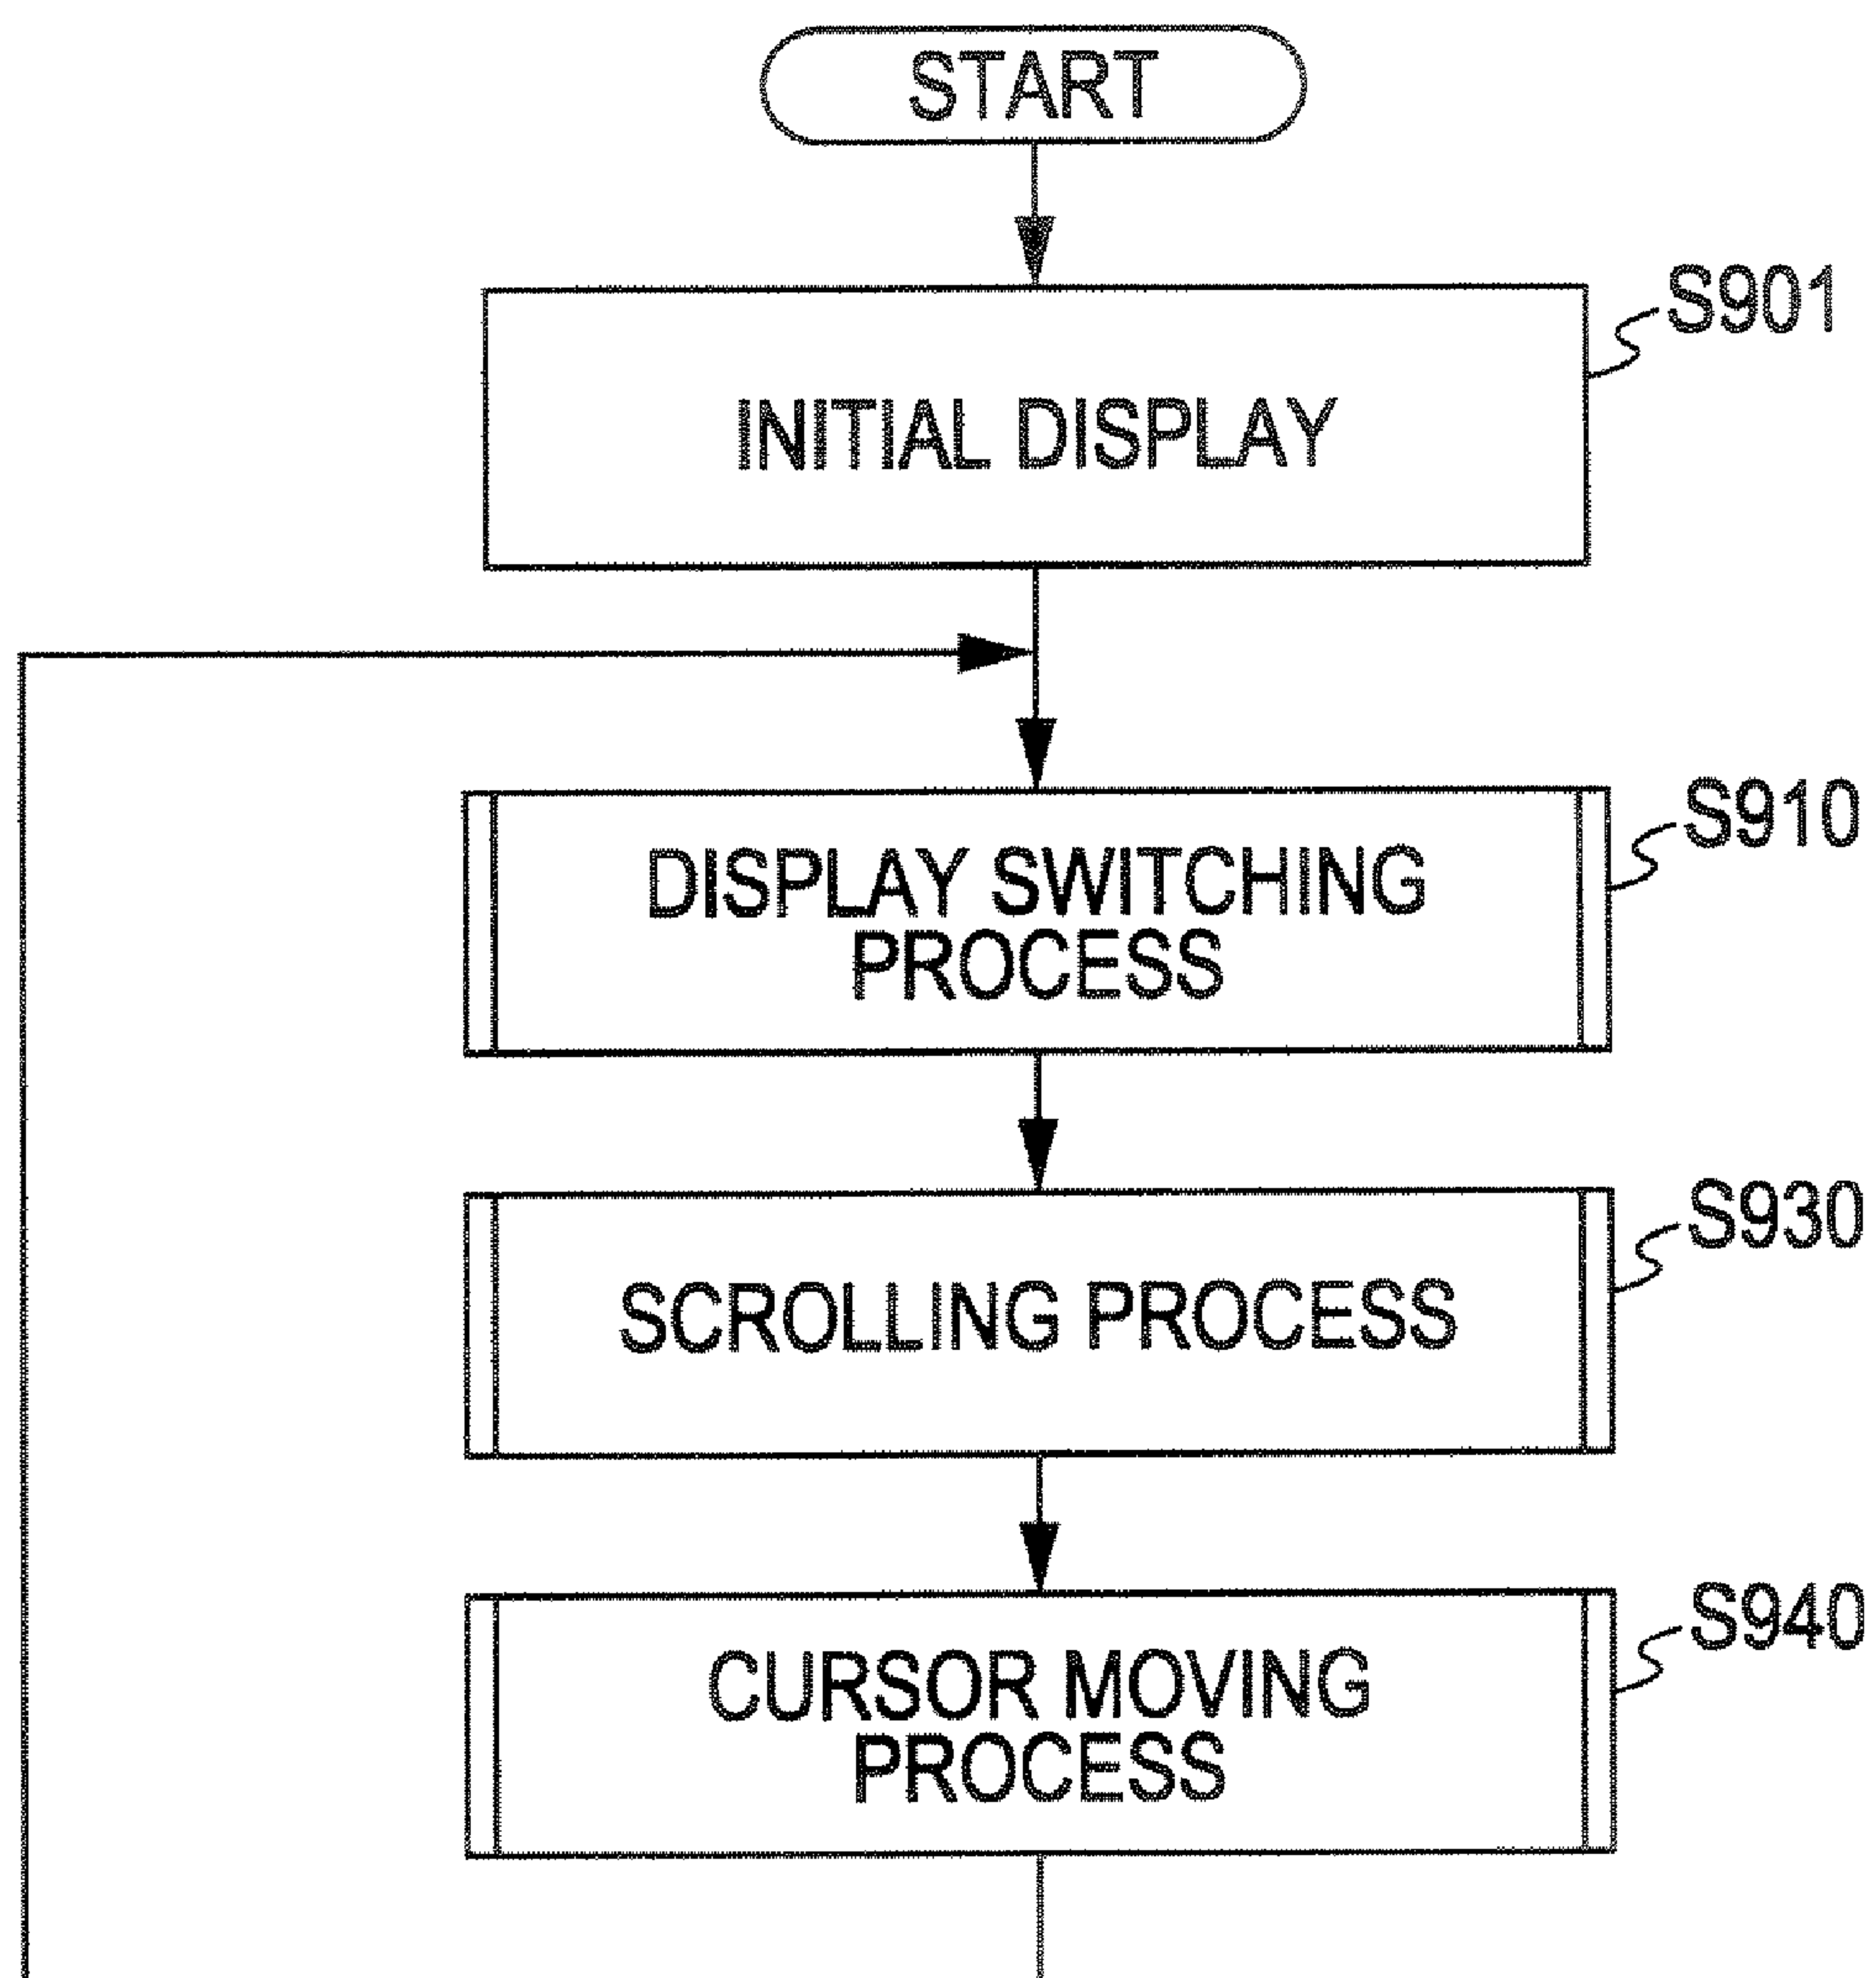 START
S901
INITIAL DISPLAY
S910
DISPLAY SWITCHING
PROCESS
S930
SCROLLING PROCESS
S940
CURSOR MOVING
PROCESS